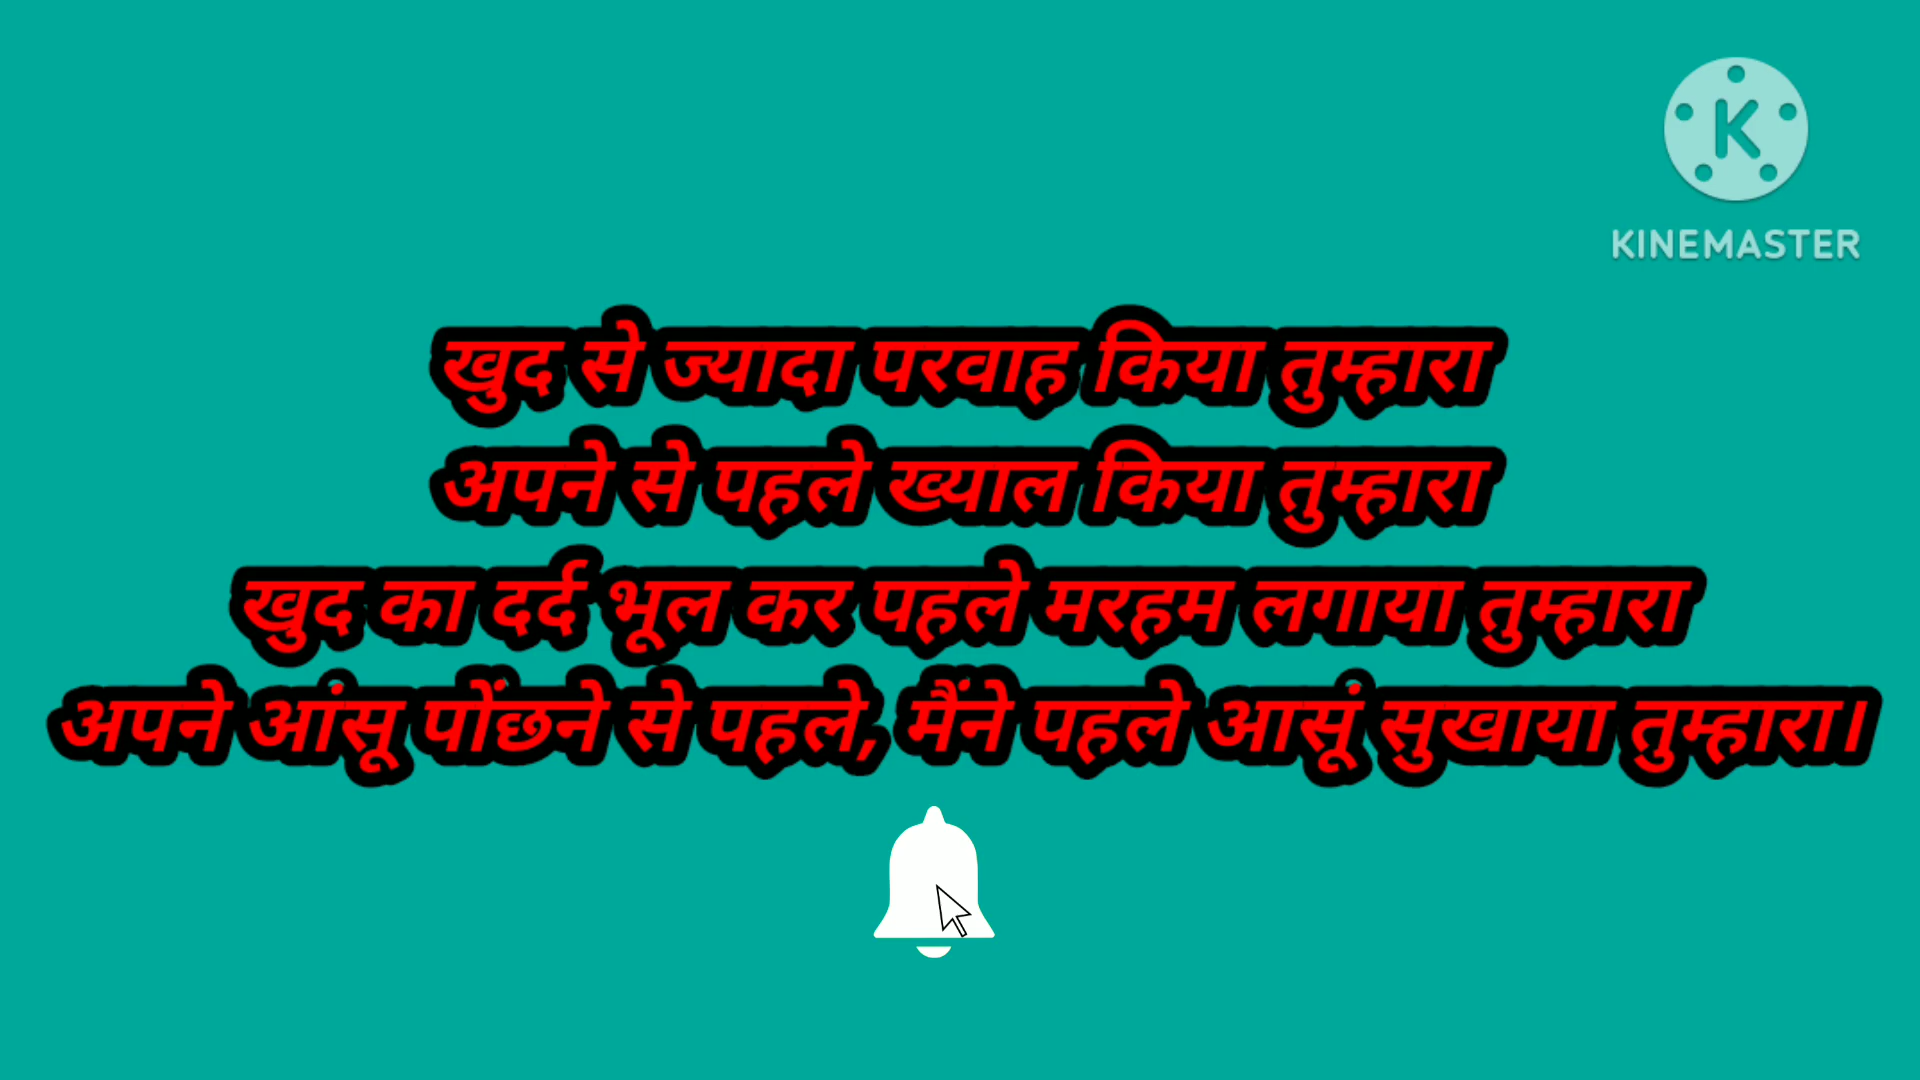 KINEMASTER
खुद से ज्यादा परवाह किया तुम्हारा
अपने से पहले ख्याल किया तुम्हारा
खुद का दर्द भूल कर पहले मरहम लगाया तुम्हारा
अपने आंसू पोंछने से पहले, मैंने पहले आसूं सुखाया तुम्हारा।